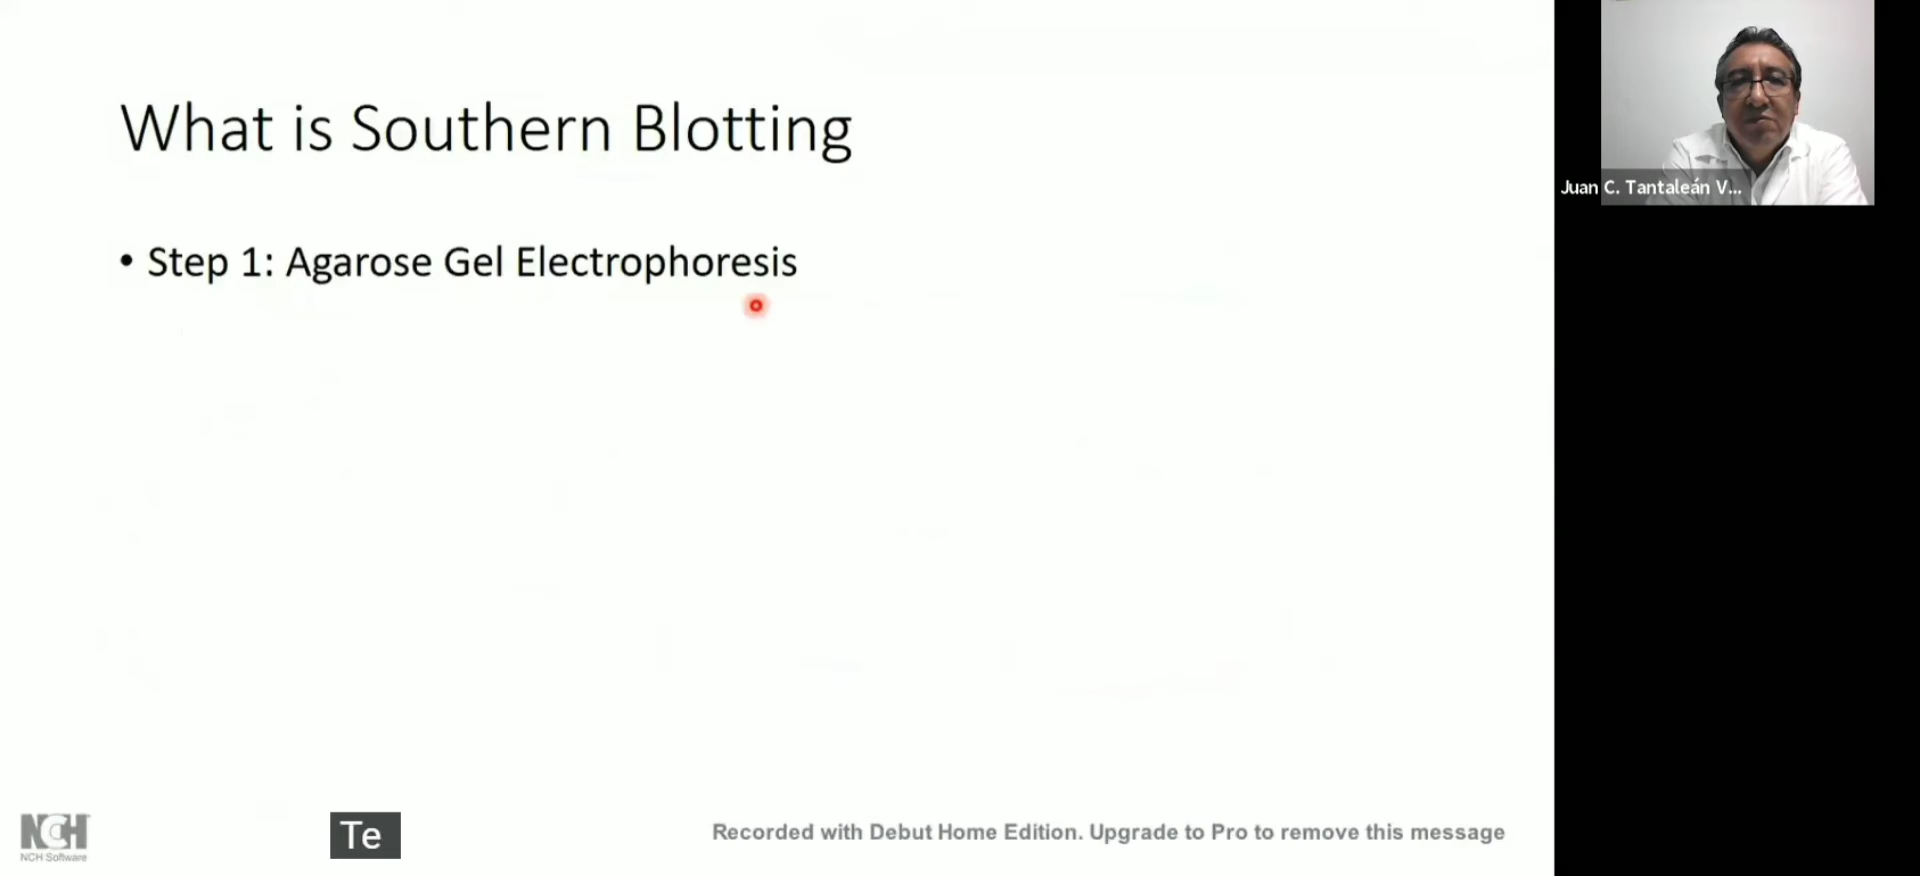 What is Southern Blotting
• Step 1: Agarose Gel Electrophoresis
Juan C. Tantaleán V...
NCH
NCH Software
Te
Recorded with Debut Home Edition. Upgrade to Pro to remove this message